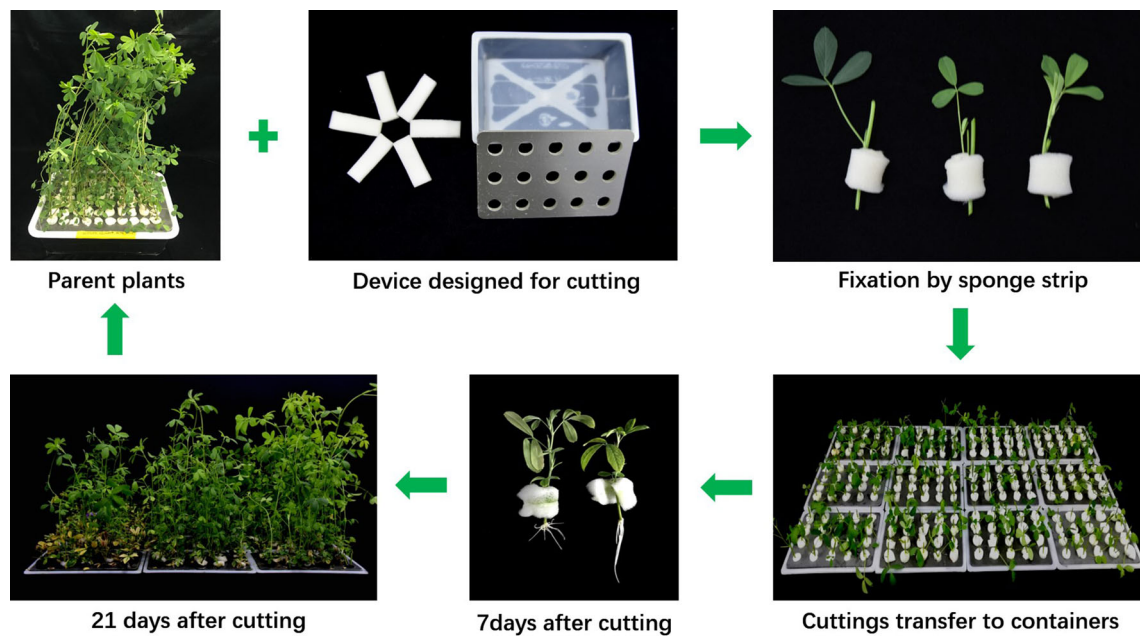 Parent plants
Device designed for cutting
Fixation by sponge strip
21 days after cutting
7days after cutting
Cuttings transfer to containers